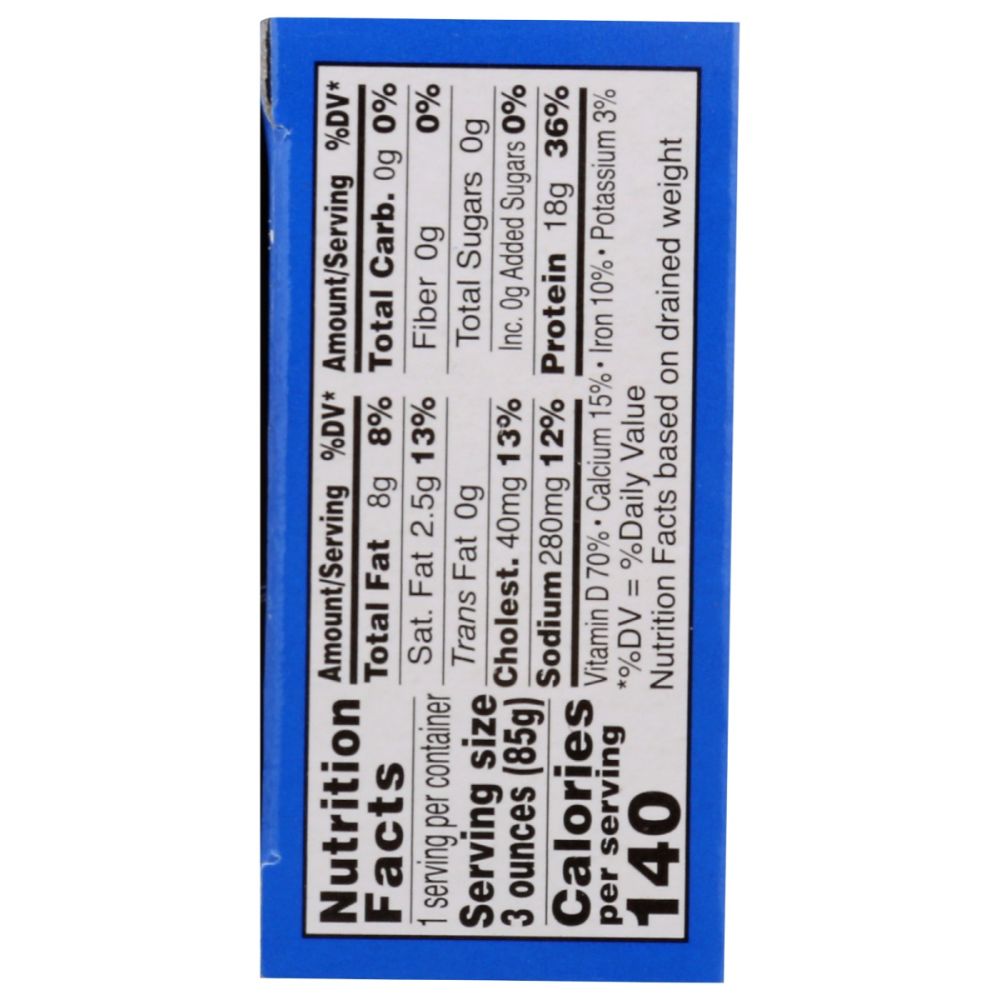 Nutrition
Facts
1 serving per container
Serving size
3 ounces (85g)
Calories
per serving
140
Amount/Serving %DV*
Total Fat 8g 8%
Sat. Fat 2.5g 13%
Trans Fat 0g
Cholest. 40mg 13%
Sodium 280mg 12%
Amount/Serving %DV*
Total Carb. 0g 0%
Fiber 0g 0%
Total Sugars 0g
Inc. 0g Added Sugars 0%
Protein 18g 36%
Vitamin D 70% • Calcium 15% • Iron 10% • Potassium 3%
*%DV = %Daily Value
Nutrition Facts based on drained weight